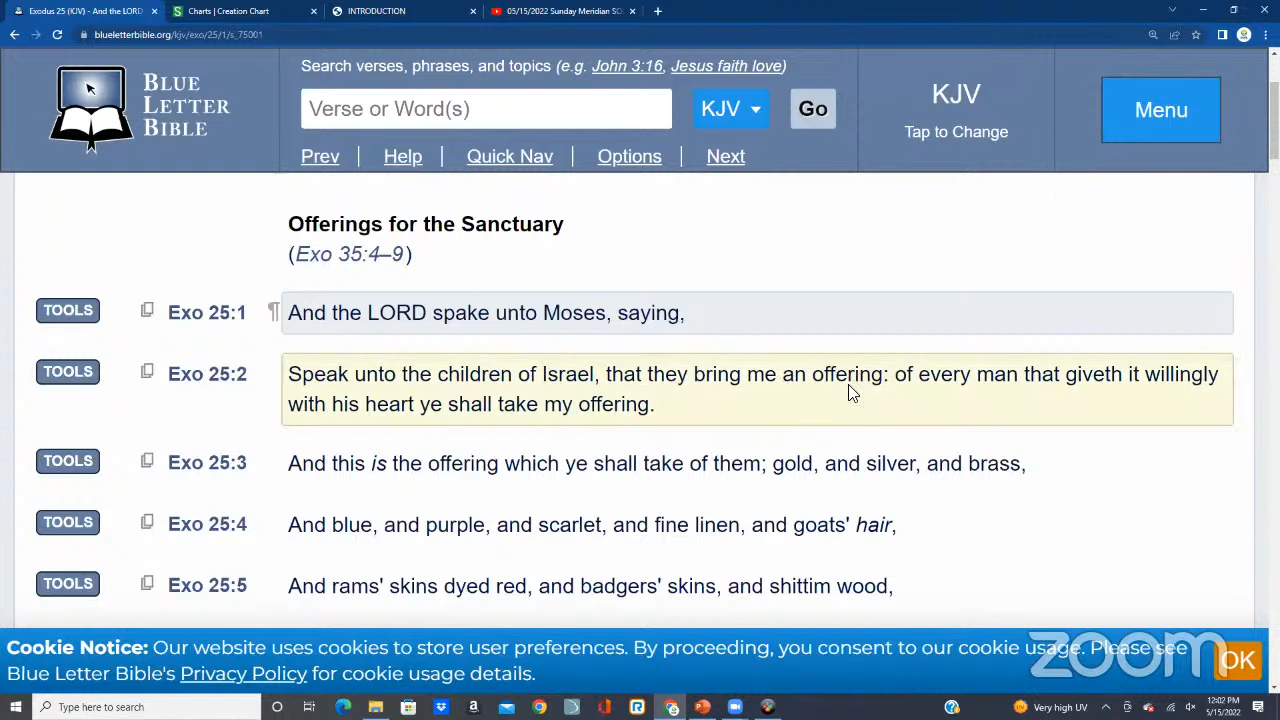 Exodus 25 (KJV) - And the LORD
Charts | Creation Chart
INTRODUCTION
05/15/2022 Sunday Meridian SO
blueletterbible.org/kjv/exo/25/1/s_75001
BLUE
LETTER
BIBLE
Search verses, phrases, and topics (e.g. John 3:16, Jesus faith love)
Verse or Word(s)
KJV
Go
Prev
Help
Quick Nav
Options
Next
KJV
Tap to Change
Menu
Offerings for the Sanctuary
(Exo 35:4–9)
TOOLS Exo 25:1 ¶ And the LORD spake unto Moses, saying,
TOOLS Exo 25:2 Speak unto the children of Israel, that they bring me an offering: of every man that giveth it willingly
with his heart ye shall take my offering.
TOOLS Exo 25:3 And this is the offering which ye shall take of them; gold, and silver, and brass,
TOOLS Exo 25:4 And blue, and purple, and scarlet, and fine linen, and goats' hair,
TOOLS Exo 25:5 And rams' skins dyed red, and badgers' skins, and shittim wood,
Cookie Notice: Our website uses cookies to store user preferences. By proceeding, you consent to our cookie usage. Please see
Blue Letter Bible's Privacy Policy for cookie usage details.
OK
zoom
Type here to search
Very high UV
12:02 PM
5/15/2022